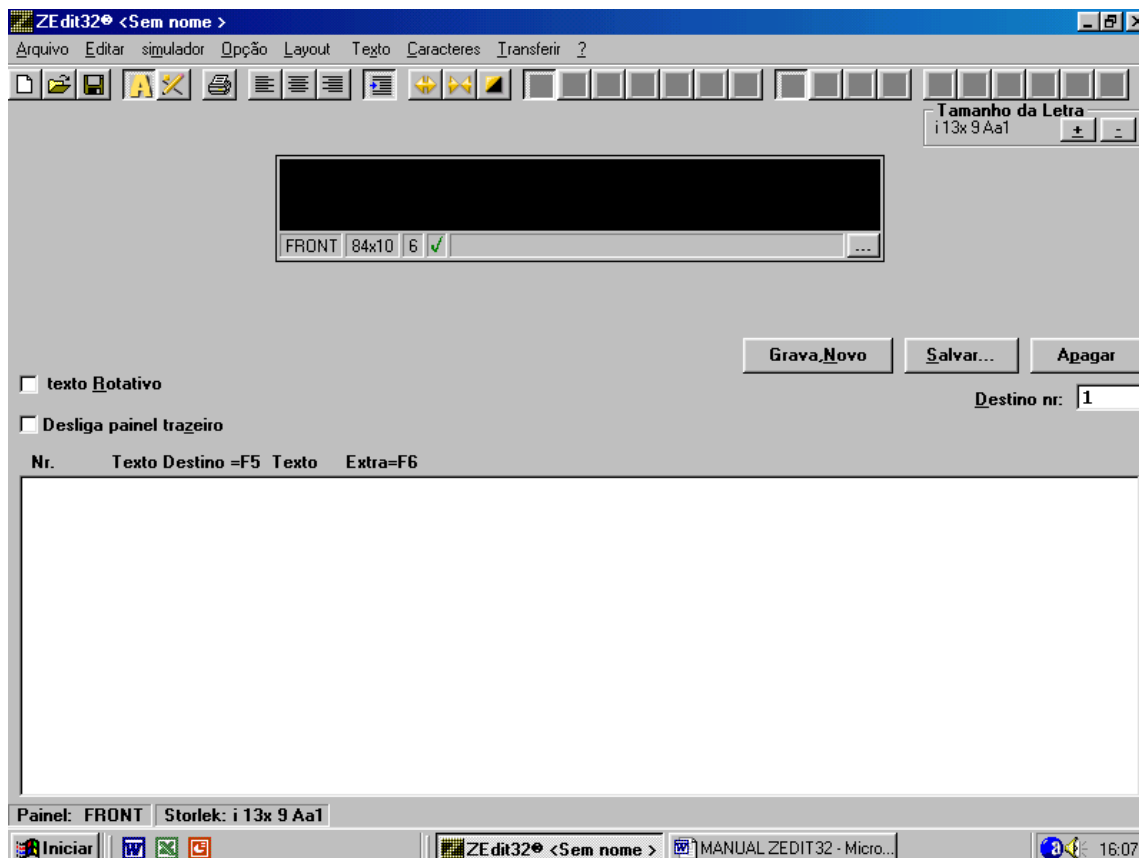 ZEdit32® <Sem nome >
Arquivo Editar simulador Opção Layout Texto Caracteres Transferir ?
Tamanho da Letra
i 13x 9 Aa1 + -
FRONT 84x10 6 ...
Grava,Novo Salvar... Apagar
texto Rotativo
Destino nr: 1
Desliga painel trazeiro
Nr. Texto Destino =F5 Texto Extra=F6
Painel: FRONT Storlek: i 13x 9 Aa1
Iniciar ZEdit32® <Sem nome > MANUAL ZEDIT32 - Micro... 16:07